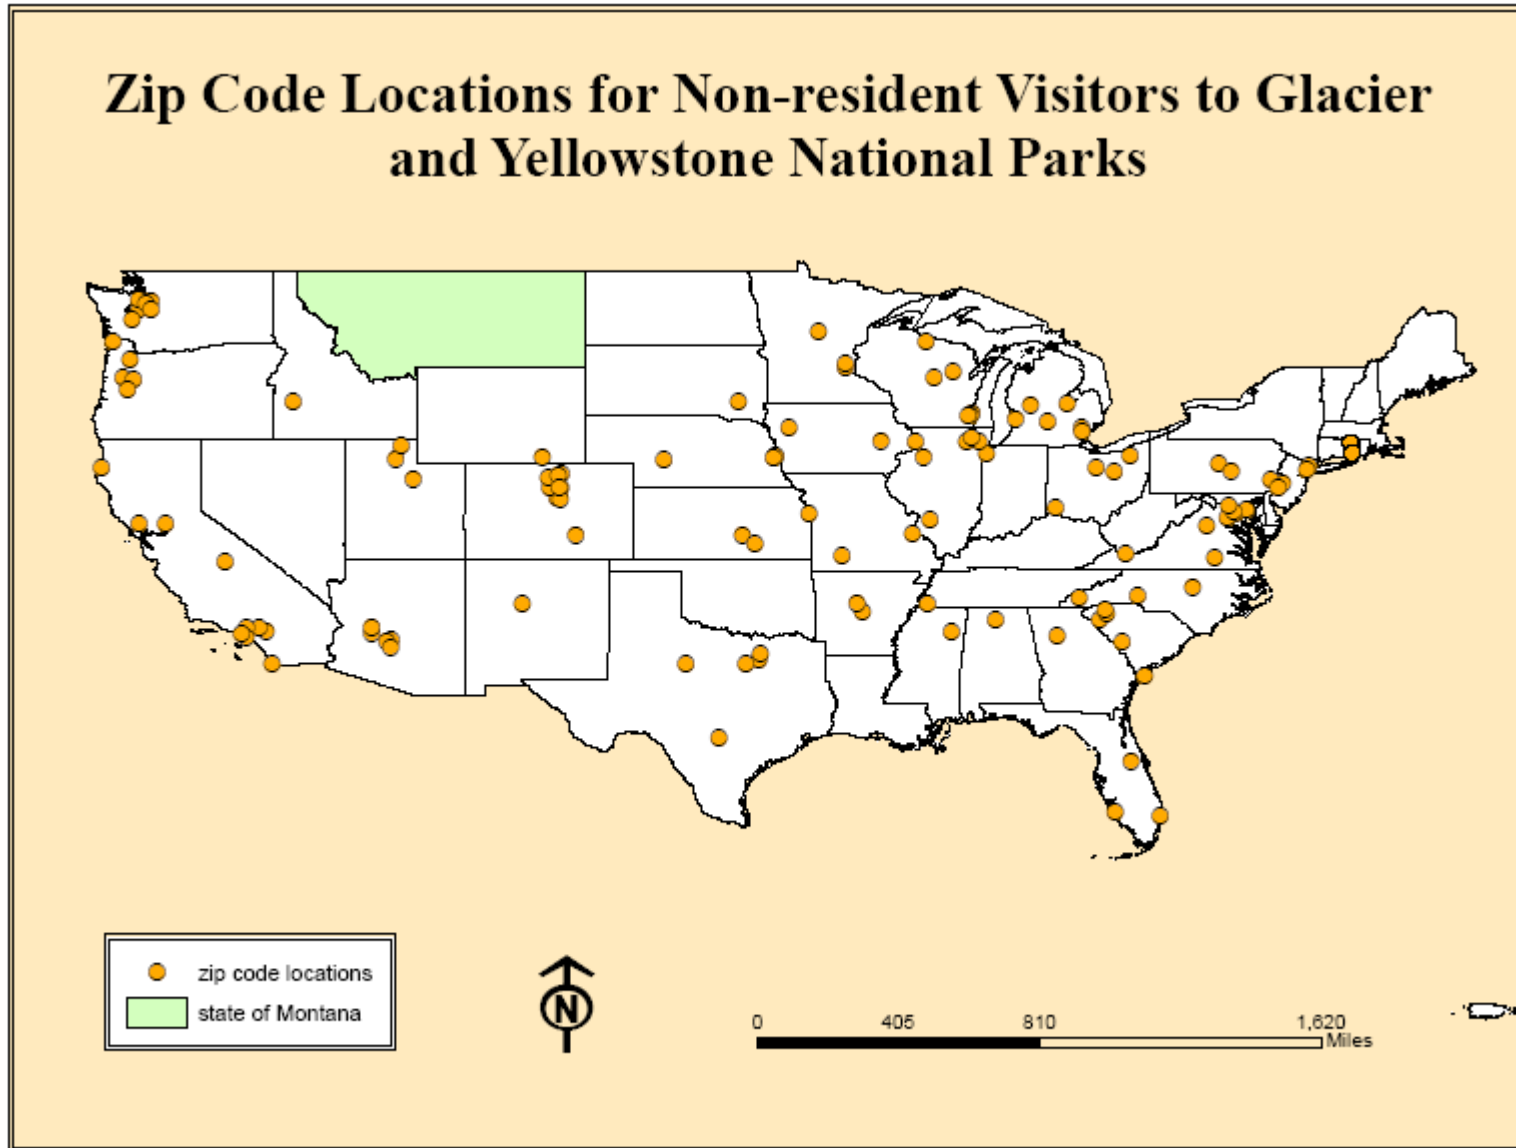 Zip Code Locations for Non-resident Visitors to Glacier
and Yellowstone National Parks
zip code locations
state of Montana
N
0 405 810 1,620
Miles